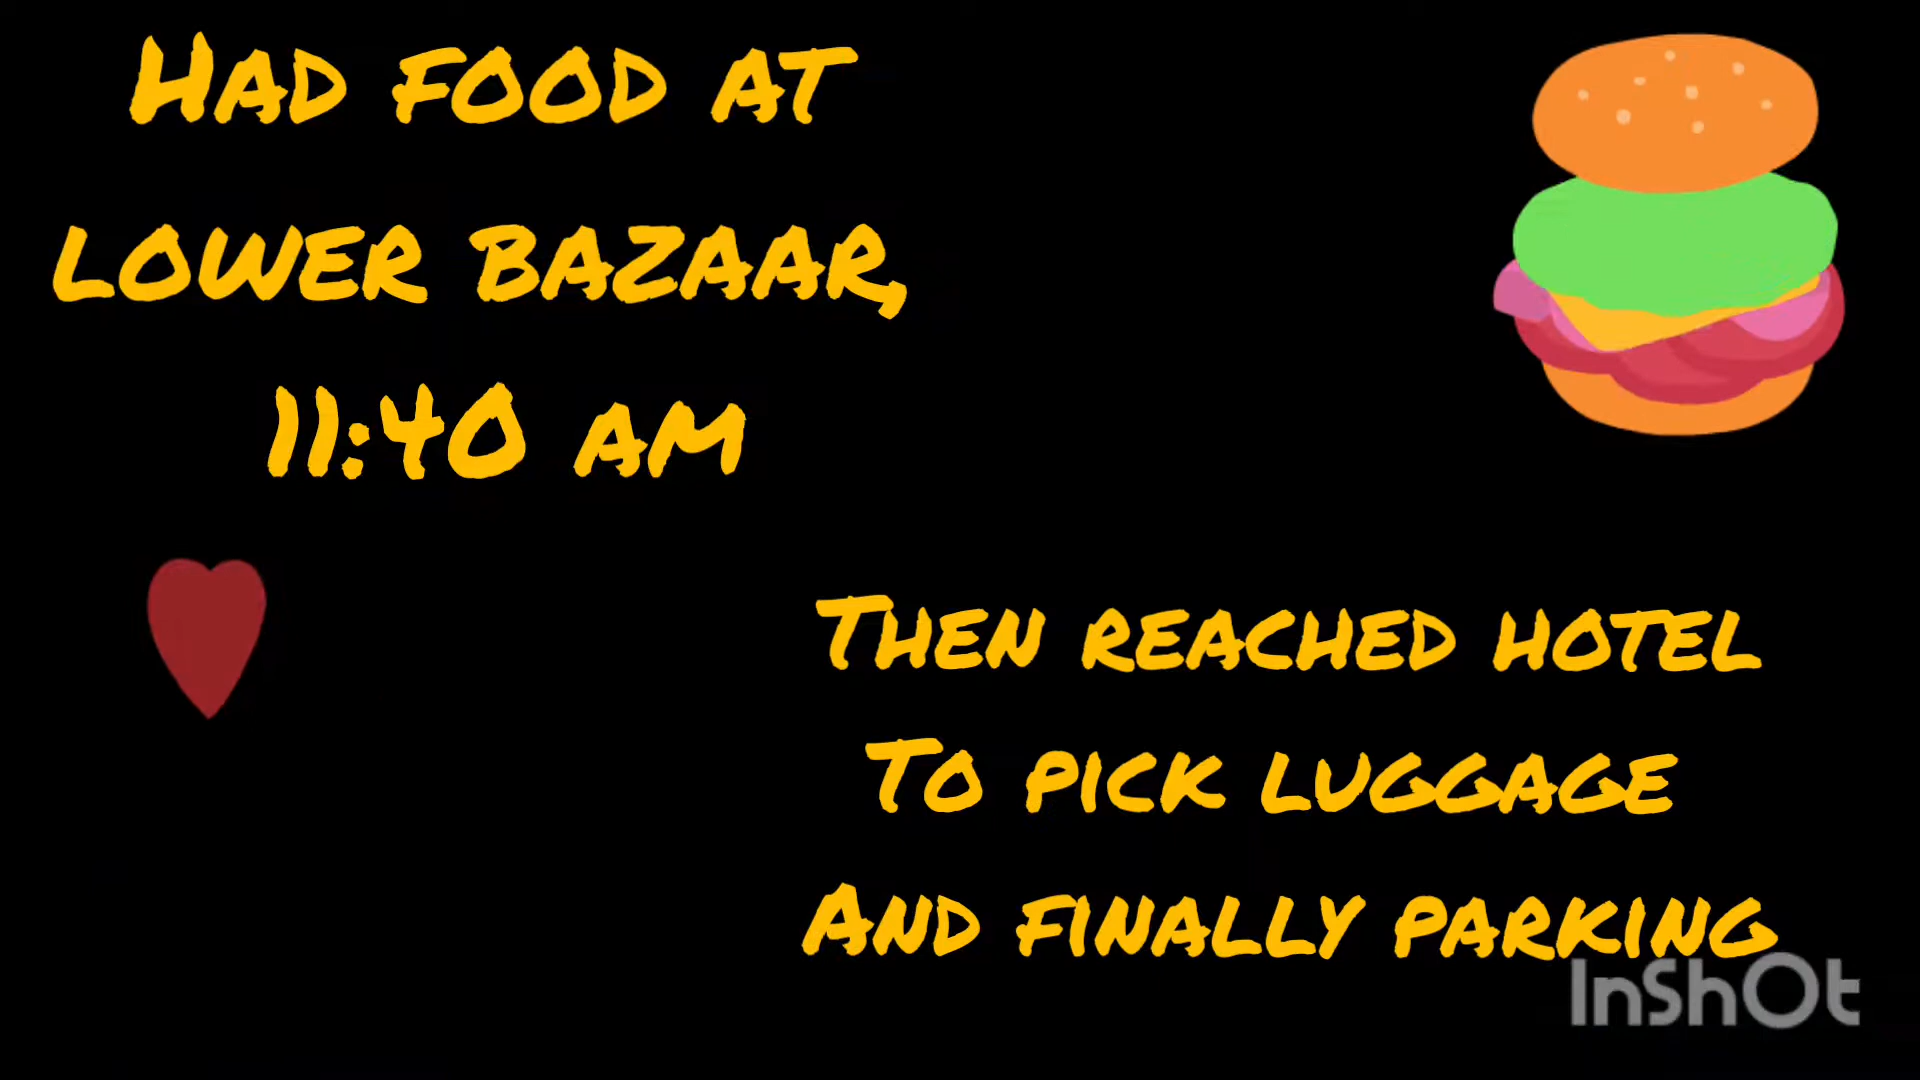 Had food at
lower bazaar,
11:40 am
Then reached hotel
To pick luggage
And finally parking
InShOt